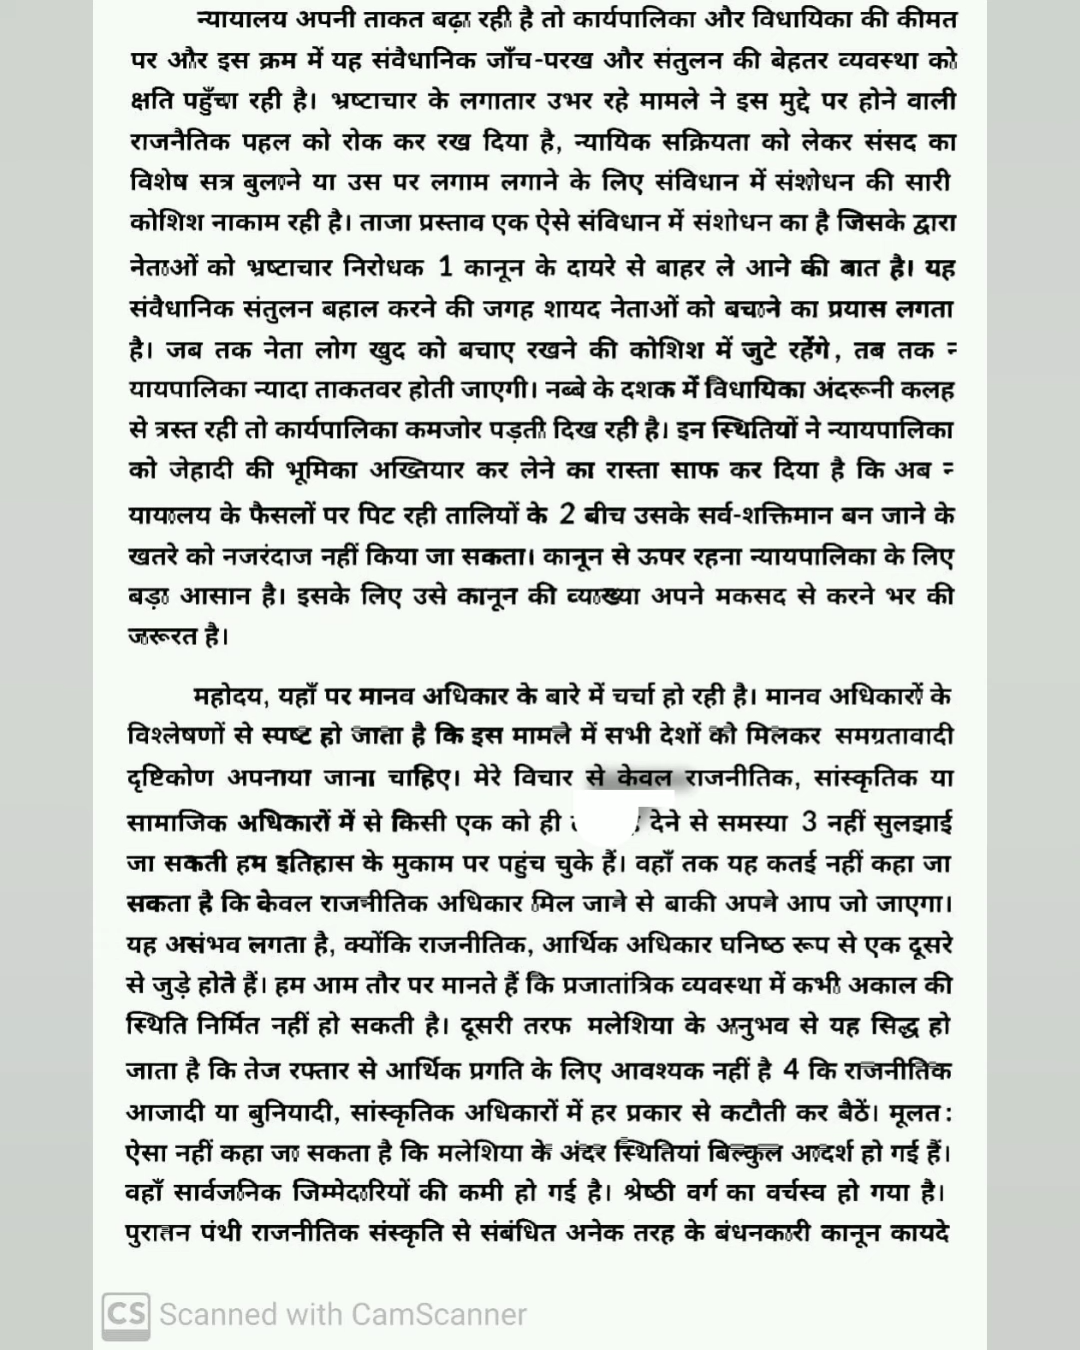 न्यायालय अपनी ताकत बढ़ा रही है तो कार्यपालिका और विधायिका की कीमत
पर और इस क्रम में यह संवैधानिक जाँच-परख और संतुलन की बेहतर व्यवस्था को
क्षति पहुँचा रही है। भ्रष्टाचार के लगातार उभर रहे मामले ने इस मुद्दे पर होने वाली
राजनैतिक पहल को रोक कर रख दिया है, न्यायिक सक्रियता को लेकर संसद का
विशेष सत्र बुलाने या उस पर लगाम लगाने के लिए संविधान में संशोधन की सारी
कोशिश नाकाम रही है। ताजा प्रस्ताव एक ऐसे संविधान में संशोधन का है जिसके द्वारा
नेताओं को भ्रष्टाचार निरोधक 1 कानून के दायरे से बाहर ले आने की बात है। यह
संवैधानिक संतुलन बहाल करने की जगह शायद नेताओं को बचाने का प्रयास लगता
है। जब तक नेता लोग खुद को बचाए रखने की कोशिश में जुटे रहेंगे, तब तक न्
यायपालिका न्यादा ताकतवर होती जाएगी। नब्बे के दशक में विधायिका अंदरूनी कलह
से त्रस्त रही तो कार्यपालिका कमजोर पड़ती दिख रही है। इन स्थितियों ने न्यायपालिका
को जेहादी की भूमिका अख्तियार कर लेने का रास्ता साफ कर दिया है कि अब न्
यायालय के फैसलों पर पिट रही तालियों के 2 बीच उसके सर्व-शक्तिमान बन जाने के
खतरे को नजरंदाज नहीं किया जा सकता। कानून से ऊपर रहना न्यायपालिका के लिए
बड़ा आसान है। इसके लिए उसे कानून की व्याख्या अपने मकसद से करने भर की
जरूरत है।
महोदय, यहाँ पर मानव अधिकार के बारे में चर्चा हो रही है। मानव अधिकारों के
विश्लेषणों से स्पष्ट हो जाता है कि इस मामले में सभी देशों को मिलकर समग्रतावादी
दृष्टिकोण अपनाया जाना चाहिए। मेरे विचार से केवल राजनीतिक, सांस्कृतिक या
सामाजिक अधिकारों में से किसी एक को ही देने से समस्या 3 नहीं सुलझाई
जा सकती हम इतिहास के मुकाम पर पहुंच चुके हैं। वहाँ तक यह कतई नहीं कहा जा
सकता है कि केवल राजनीतिक अधिकार मिल जाने से बाकी अपने आप जो जाएगा।
यह असंभव लगता है, क्योंकि राजनीतिक, आर्थिक अधिकार घनिष्ठ रूप से एक दूसरे
से जुड़े होते हैं। हम आम तौर पर मानते हैं कि प्रजातांत्रिक व्यवस्था में कभी अकाल की
स्थिति निर्मित नहीं हो सकती है। दूसरी तरफ मलेशिया के अनुभव से यह सिद्ध हो
जाता है कि तेज रफ्तार से आर्थिक प्रगति के लिए आवश्यक नहीं है 4 कि राजनीतिक
आजादी या बुनियादी, सांस्कृतिक अधिकारों में हर प्रकार से कटौती कर बैठें। मूलत:
ऐसा नहीं कहा जा सकता है कि मलेशिया के अंदर स्थितियां बिल्कुल आदर्श हो गई हैं।
वहाँ सार्वजनिक जिम्मेदारियों की कमी हो गई है। श्रेष्ठी वर्ग का वर्चस्व हो गया है।
पुरातन पंथी राजनीतिक संस्कृति से संबंधित अनेक तरह के बंधनकारी कानून कायदे
CS Scanned with CamScanner